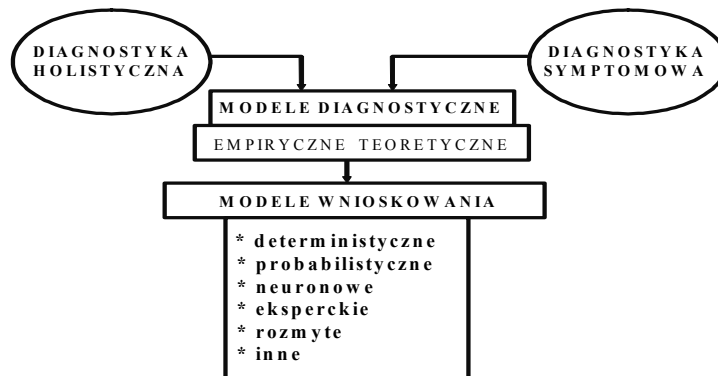 DIAGNOSTYKA
HOLISTYCZNA
DIAGNOSTYKA
SYMPTOMOWA
MODELE DIAGNOSTYCZNE
EMPIRYCZNE TEORETYCZNE
MODELE WNIOSKOWANIA
* deterministyczne
* probabilistyczne
* neuronowe
* eksperckie
* rozmyte
* inne